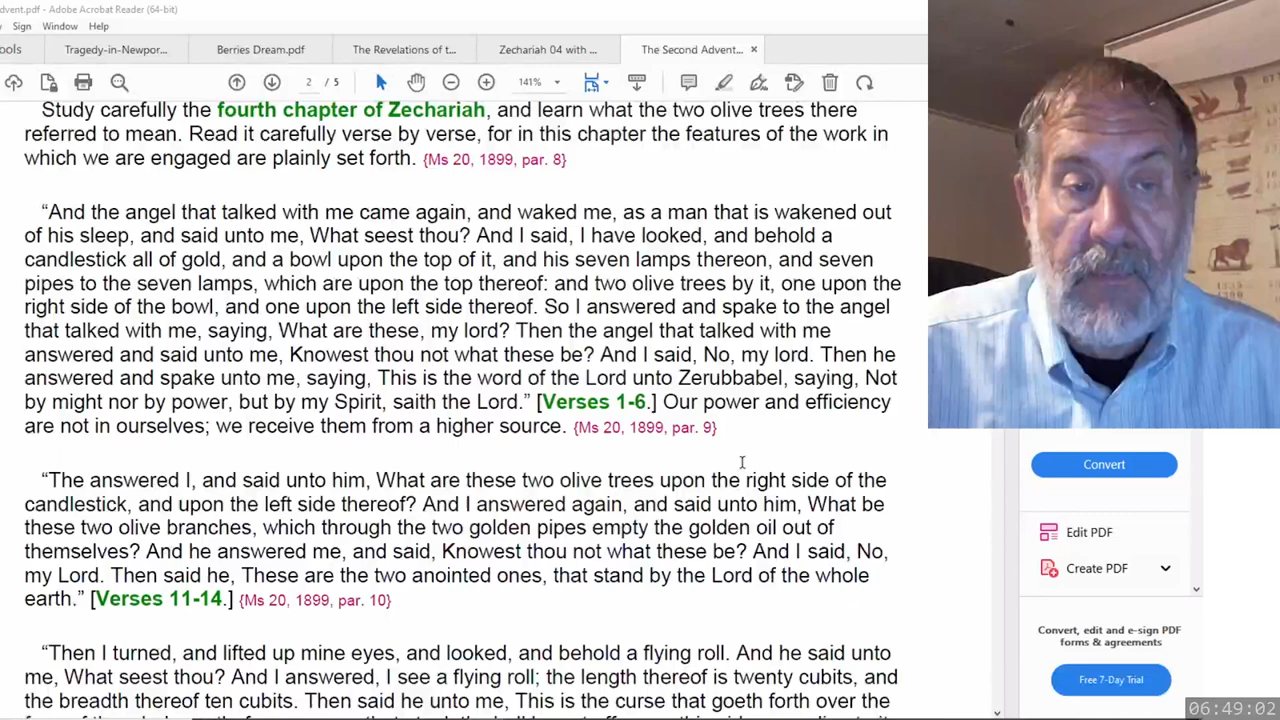 dvent.pdf - Adobe Acrobat Reader (64-bit)
Sign Window Help
ools Tragedy-in-Newpor... Berries Dream.pdf The Revelations of t... Zechariah 04 with ... The Second Advent... ×
2 / 5 141%
Study carefully the fourth chapter of Zechariah, and learn what the two olive trees there
referred to mean. Read it carefully verse by verse, for in this chapter the features of the work in
which we are engaged are plainly set forth. {Ms 20, 1899, par. 8}
“And the angel that talked with me came again, and waked me, as a man that is wakened out
of his sleep, and said unto me, What seest thou? And I said, I have looked, and behold a
candlestick all of gold, and a bowl upon the top of it, and his seven lamps thereon, and seven
pipes to the seven lamps, which are upon the top thereof: and two olive trees by it, one upon the
right side of the bowl, and one upon the left side thereof. So I answered and spake to the angel
that talked with me, saying, What are these, my lord? Then the angel that talked with me
answered and said unto me, Knowest thou not what these be? And I said, No, my lord. Then he
answered and spake unto me, saying, This is the word of the Lord unto Zerubbabel, saying, Not
by might nor by power, but by my Spirit, saith the Lord.” [Verses 1-6.] Our power and efficiency
are not in ourselves; we receive them from a higher source. {Ms 20, 1899, par. 9}
“The answered I, and said unto him, What are these two olive trees upon the right side of the
candlestick, and upon the left side thereof? And I answered again, and said unto him, What be
these two olive branches, which through the two golden pipes empty the golden oil out of
themselves? And he answered me, and said, Knowest thou not what these be? And I said, No,
my Lord. Then said he, These are the two anointed ones, that stand by the Lord of the whole
earth.” [Verses 11-14.] {Ms 20, 1899, par. 10}
“Then I turned, and lifted up mine eyes, and looked, and behold a flying roll. And he said unto
me, What seest thou? And I answered, I see a flying roll; the length thereof is twenty cubits, and
the breadth thereof ten cubits. Then said he unto me, This is the curse that goeth forth over the
Convert
Edit PDF
Create PDF
Convert, edit and e-sign PDF
forms & agreements
Free 7-Day Trial
06:49:02